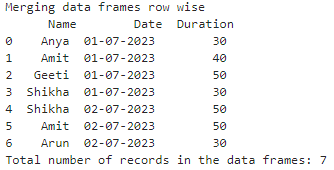 Merging data frames row wise
Name Date Duration
0 Anya 01-07-2023 30
1 Amit 01-07-2023 40
2 Geeti 01-07-2023 50
3 Shikha 01-07-2023 30
4 Shikha 02-07-2023 50
5 Amit 02-07-2023 50
6 Arun 02-07-2023 30
Total number of records in the data frames: 7